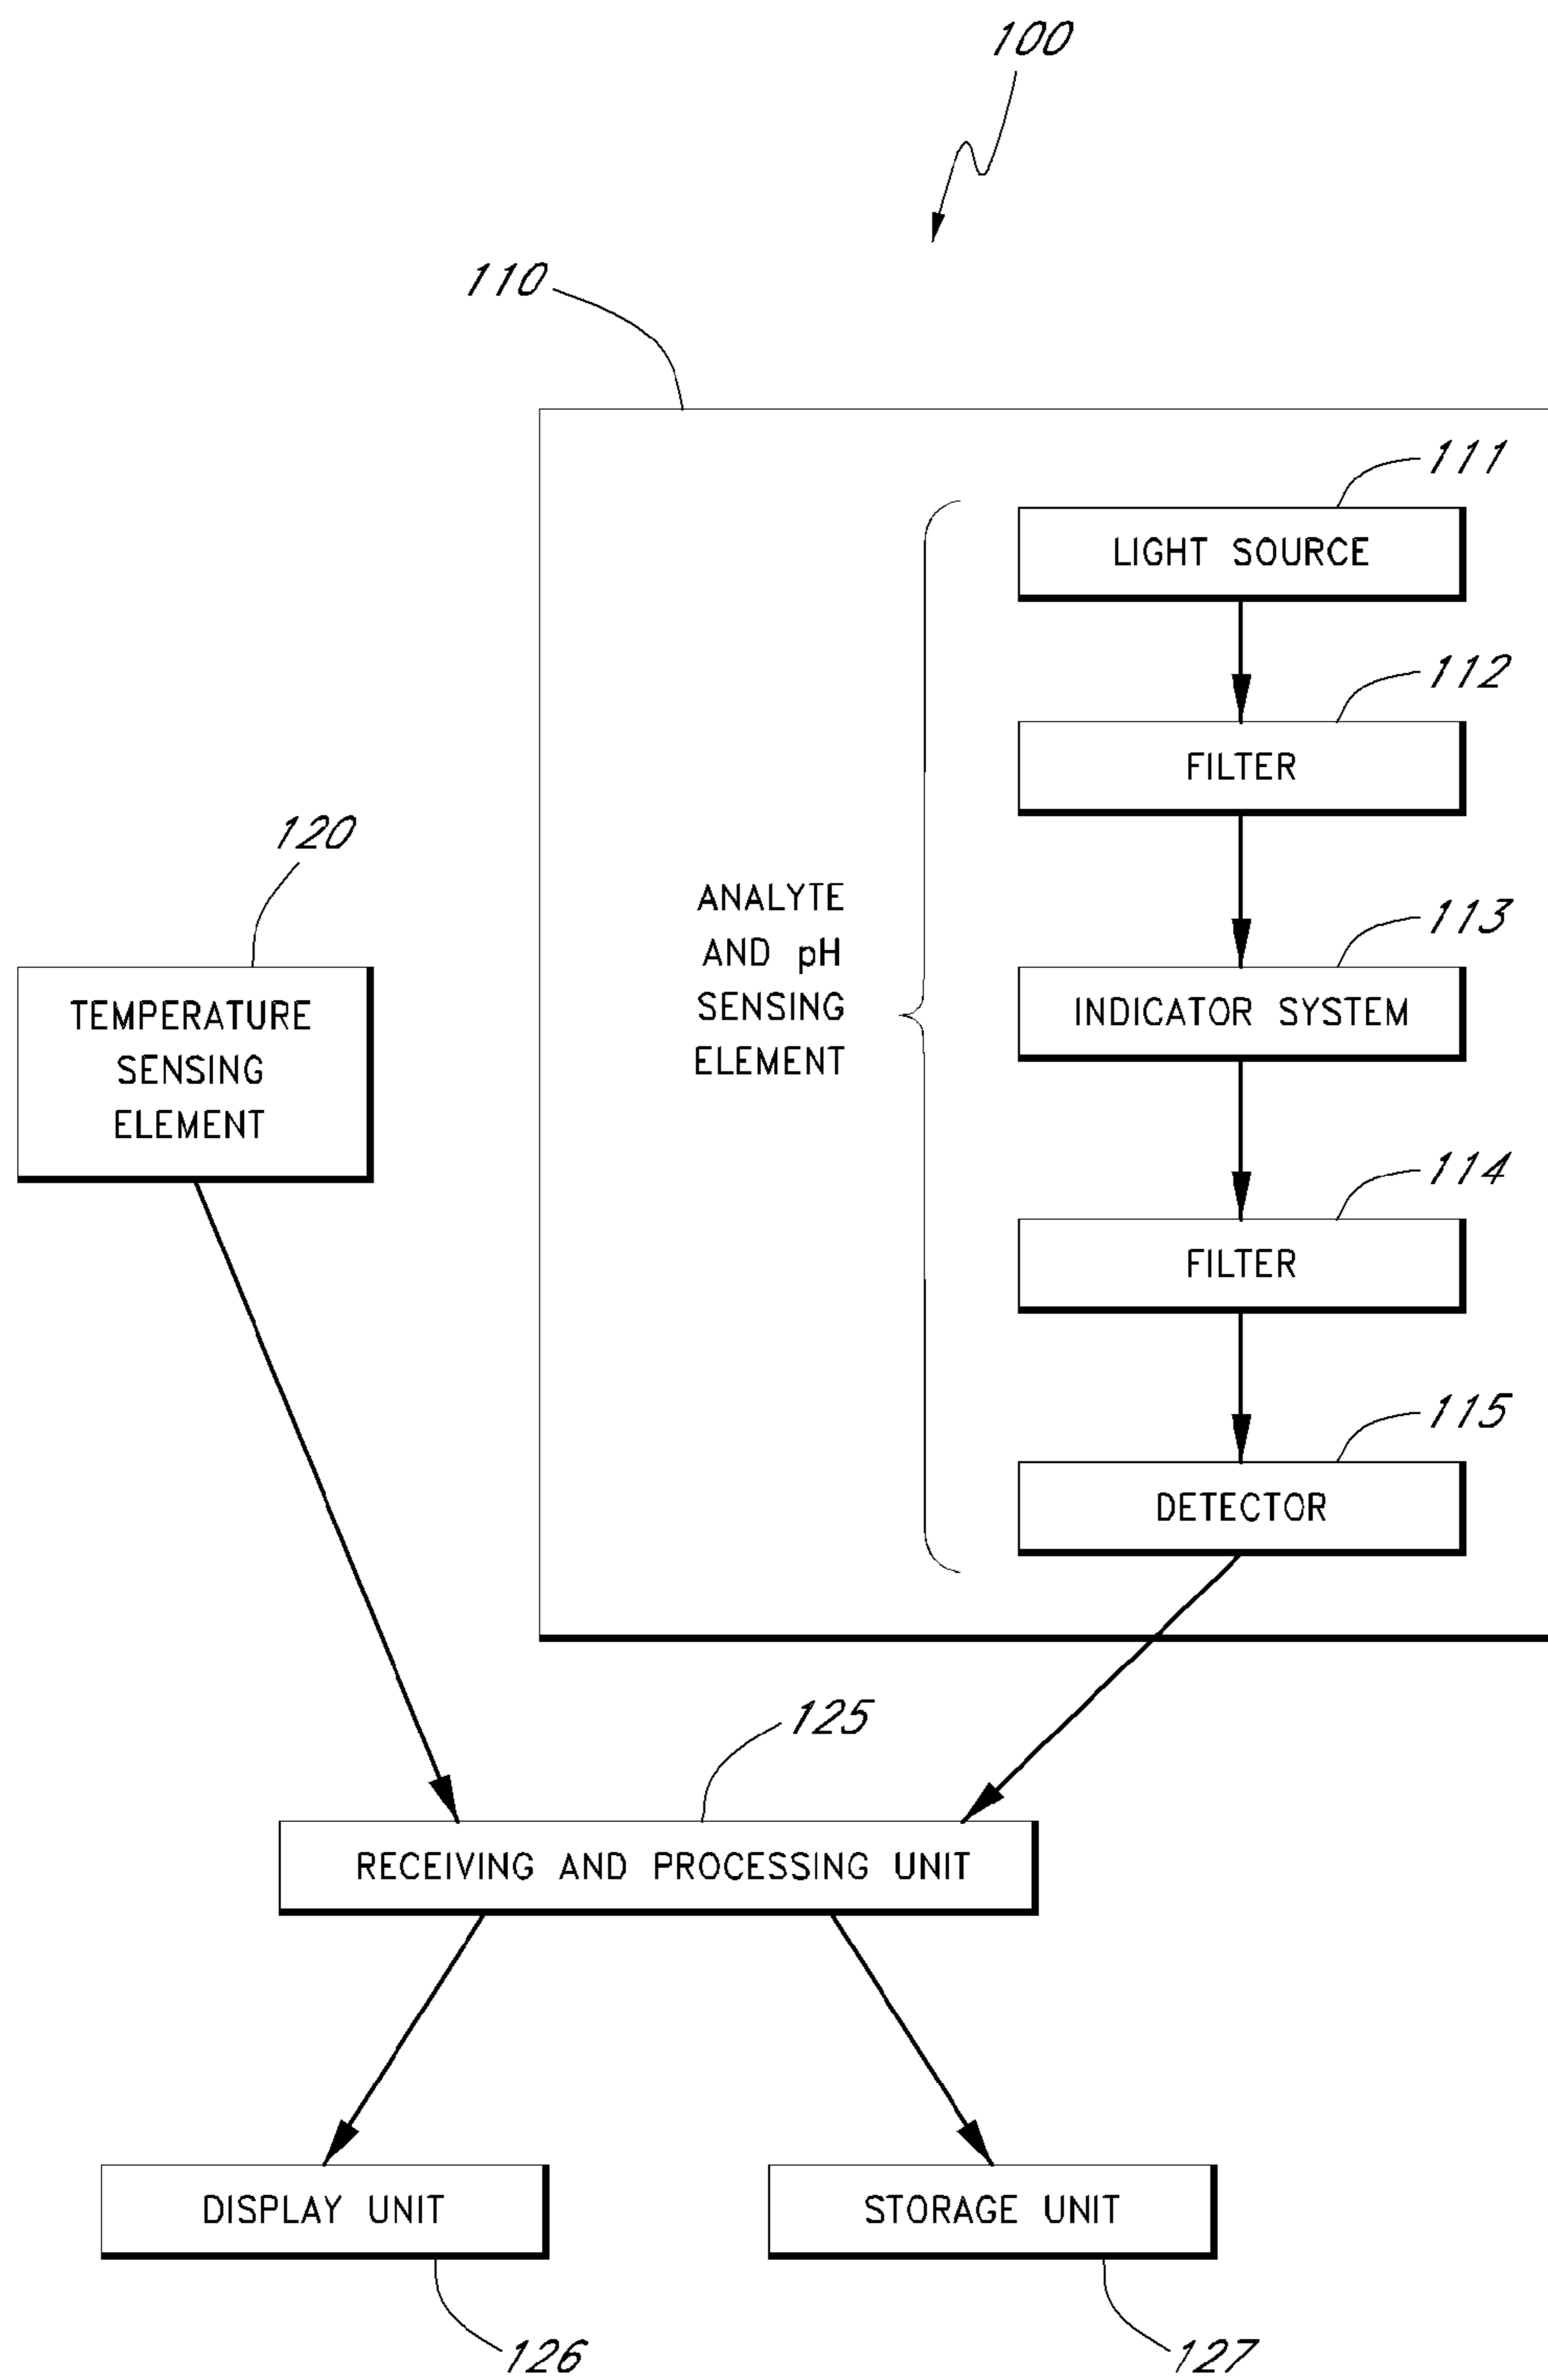 100
110
111
LIGHT SOURCE
112
FILTER
120
ANALYTE
AND pH
SENSING
ELEMENT
113
INDICATOR SYSTEM
TEMPERATURE
SENSING
ELEMENT
114
FILTER
115
DETECTOR
125
RECEIVING AND PROCESSING UNIT
DISPLAY UNIT
STORAGE UNIT
126
127